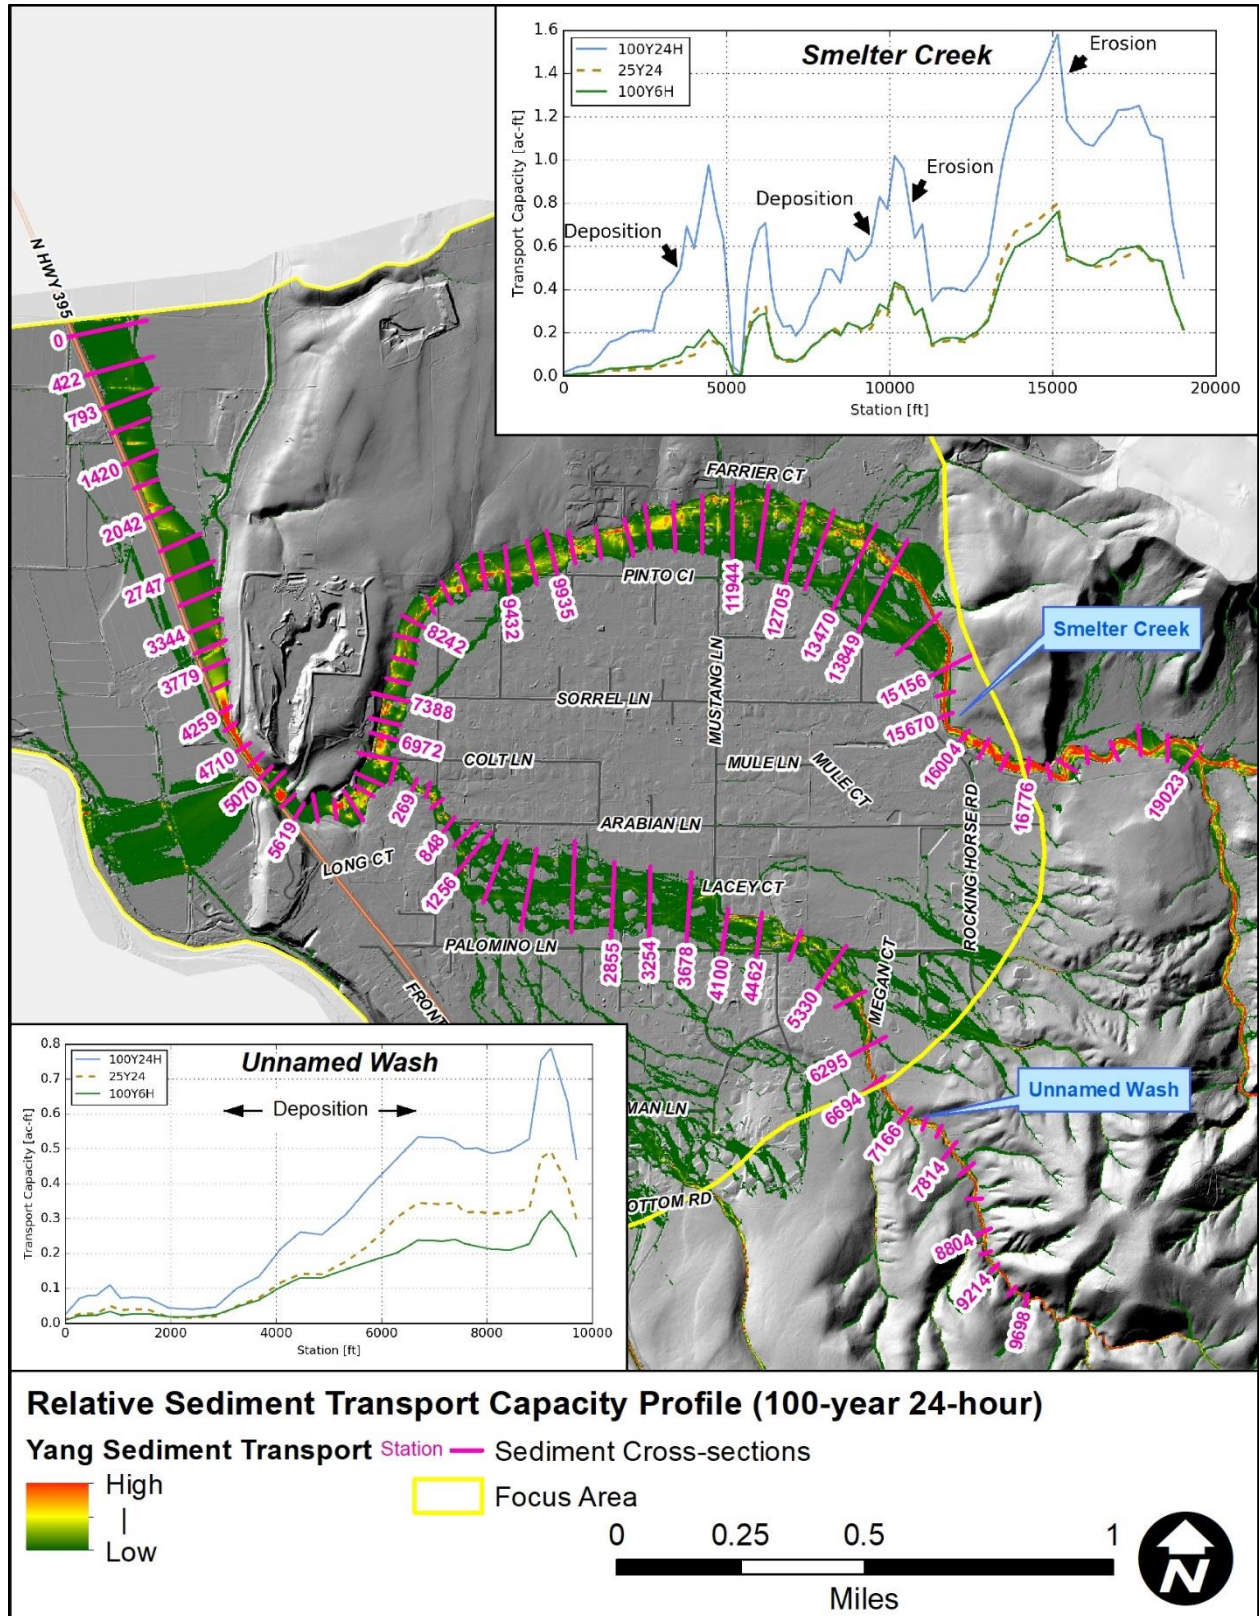 1.6
1.4
1.2
1.0
0.8
0.6
0.4
0.2
0.0
Transport Capacity [ac-ft]
100Y24H
25Y24
100Y6H
Smelter Creek
Erosion
Erosion
Deposition
Deposition
0
5000
10000
15000
20000
Station [ft]
N HWY 395
0
422
793
1420
2042
2747
3344
3779
4259
4710
5070
5619
6972
7388
8242
9432
9935
11944
12705
13470
13849
15156
15670
16004
16776
19023
FARRIER CT
PINTO CI
SORREL LN
MUSTANG LN
COLT LN
MULE LN
MULE CT
ARABIAN LN
LONG CT
LACEY CT
PALOMINO LN
ROCKING HORSE RD
MEGAN CT
FRONT
MAN LN
OTTOM RD
Smelter Creek
Unnamed Wash
269
848
1256
2855
3254
3678
4100
4462
5330
6295
6694
7166
7814
8804
9214
9698
0.8
0.7
0.6
0.5
0.4
0.3
0.2
0.1
0.0
Transport Capacity [ac-ft]
100Y24H
25Y24
100Y6H
Unnamed Wash
Deposition
0
2000
4000
6000
8000
10000
Station [ft]
Relative Sediment Transport Capacity Profile (100-year 24-hour)
Yang Sediment Transport
High
|
Low
Station
Sediment Cross-sections
Focus Area
0
0.25
0.5
1
Miles
N